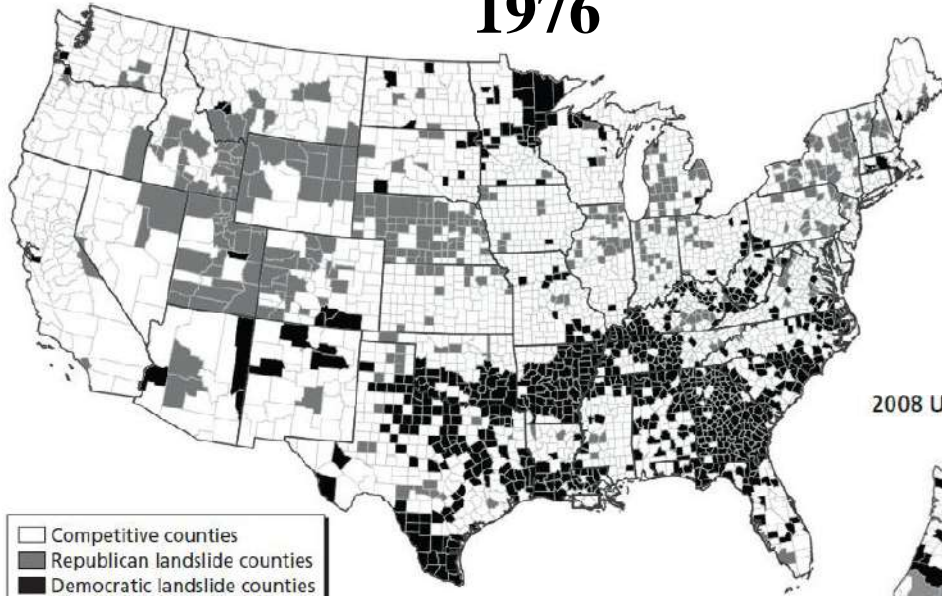 1976
2008 U
Competitive counties
Republican landslide counties
Democratic landslide counties